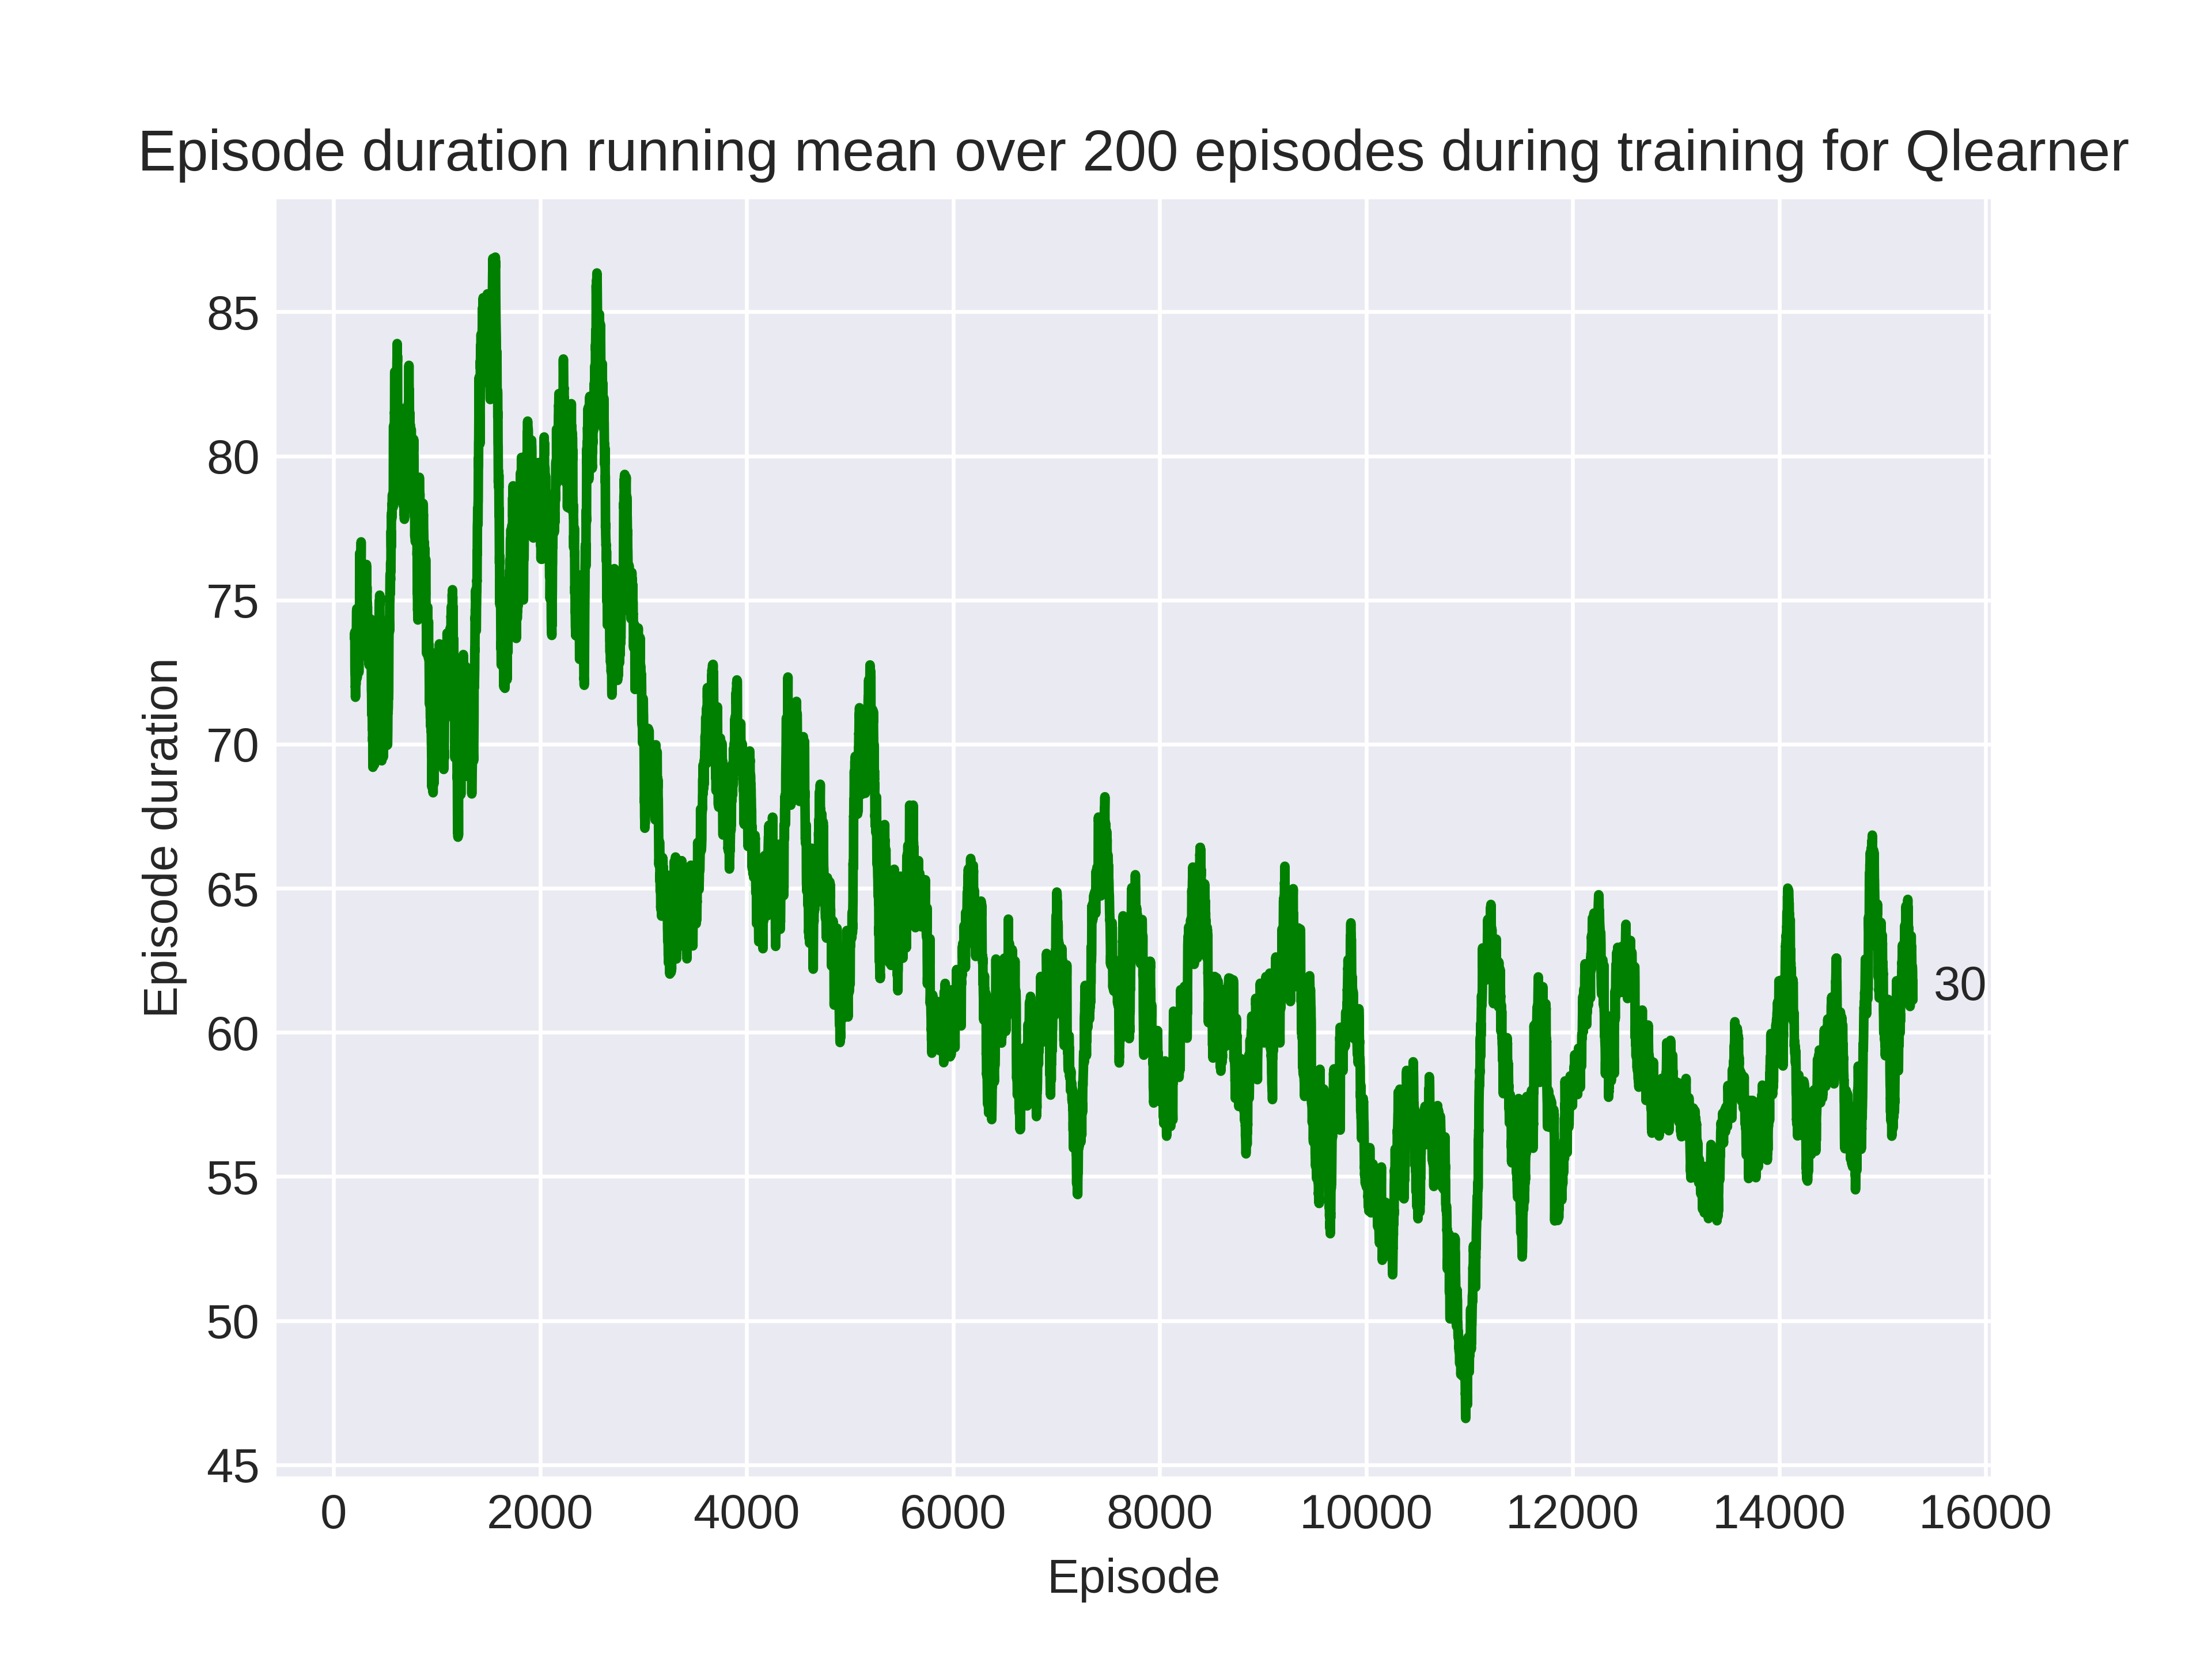 Episode duration running mean over 200 episodes during training for Qlearner
Episode duration
85
80
75
70
65
60
55
50
45
30
0 2000 4000 6000 8000 10000 12000 14000 16000
Episode